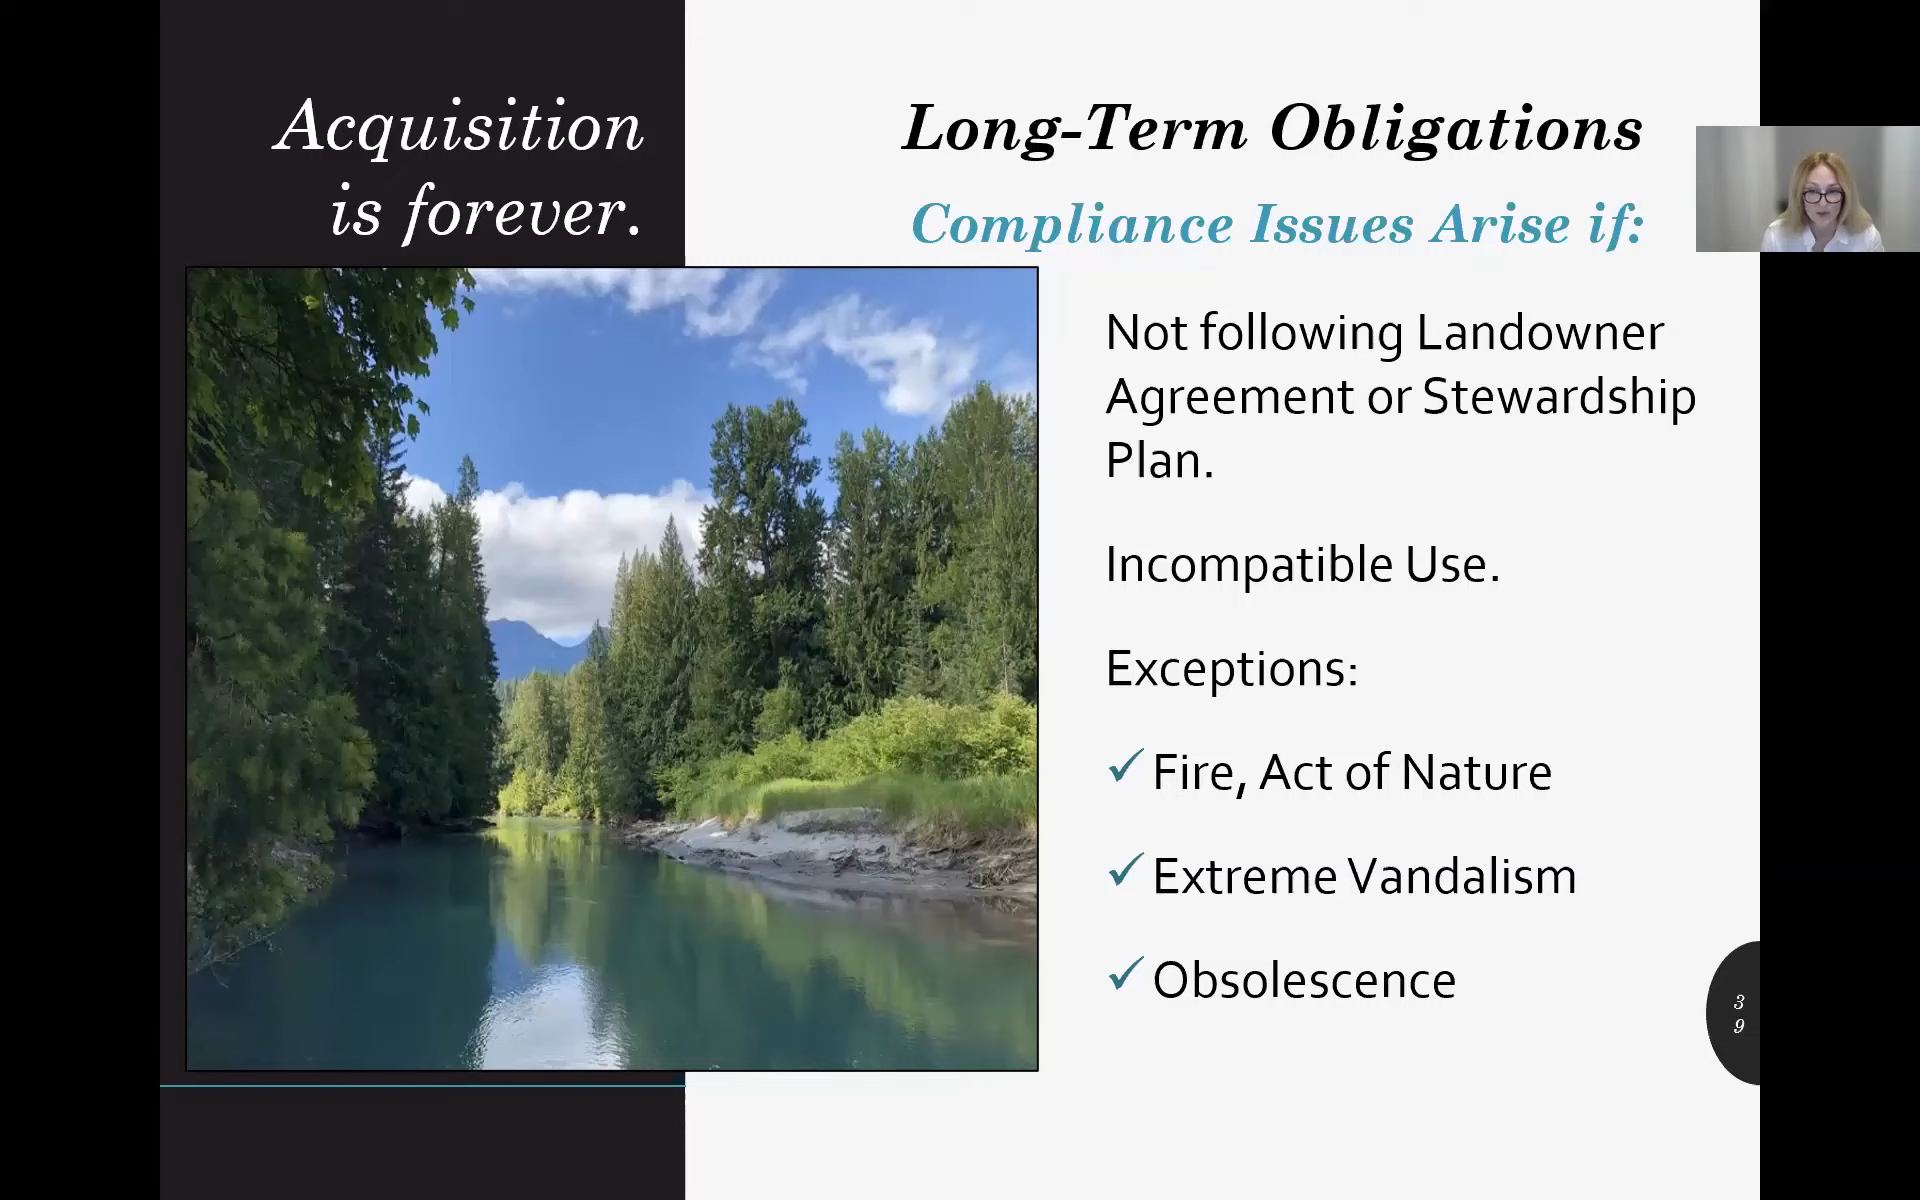 Acquisition
is forever.
Long-Term Obligations
Compliance Issues Arise if:
Not following Landowner
Agreement or Stewardship
Plan.
Incompatible Use.
Exceptions:
✓ Fire, Act of Nature
✓ Extreme Vandalism
✓ Obsolescence
3
9